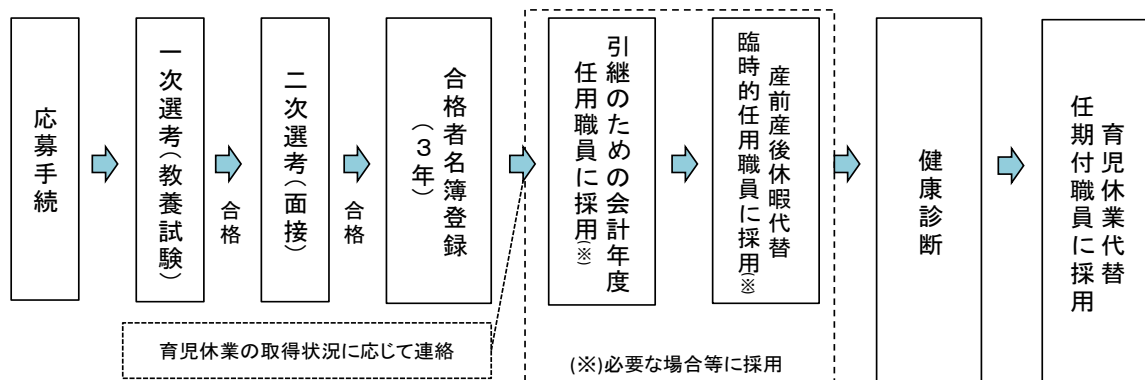 応募手続
一次選考（教養試験）
合格
二次選考（面接）
合格
合格者名簿登録
（３年）
引継のための会計年度
任用職員に採用(※)
産前産後休暇代替
臨時的任用職員に採用(※)
健康診断
育児休業代替
任期付職員に採用
育児休業の取得状況に応じて連絡
(※)必要な場合等に採用